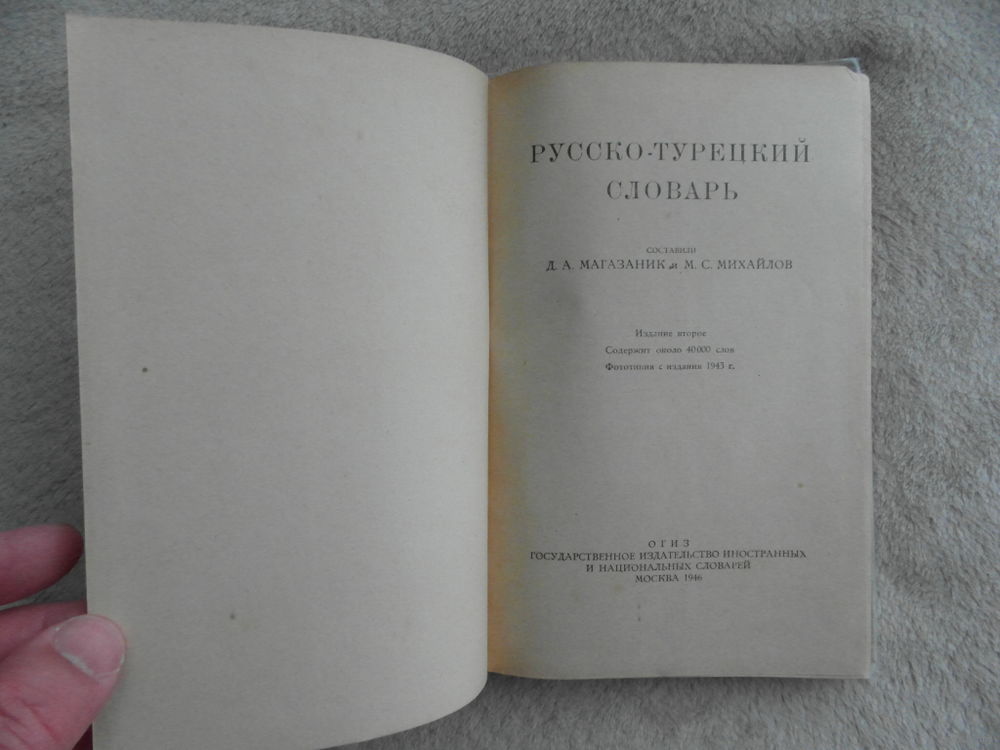 РУССКО-ТУРЕЦКИЙ
СЛОВАРЬ
СОСТАВИЛИ
Д. А. МАГАЗАНИК и М. С. МИХАЙЛОВ
Издание второе
Содержит около 40000 слов
Фототипия с издания 1943 г.
ОГИЗ
ГОСУДАРСТВЕННОЕ ИЗДАТЕЛЬСТВО ИНОСТРАННЫХ
И НАЦИОНАЛЬНЫХ СЛОВАРЕЙ
МОСКВА 1946